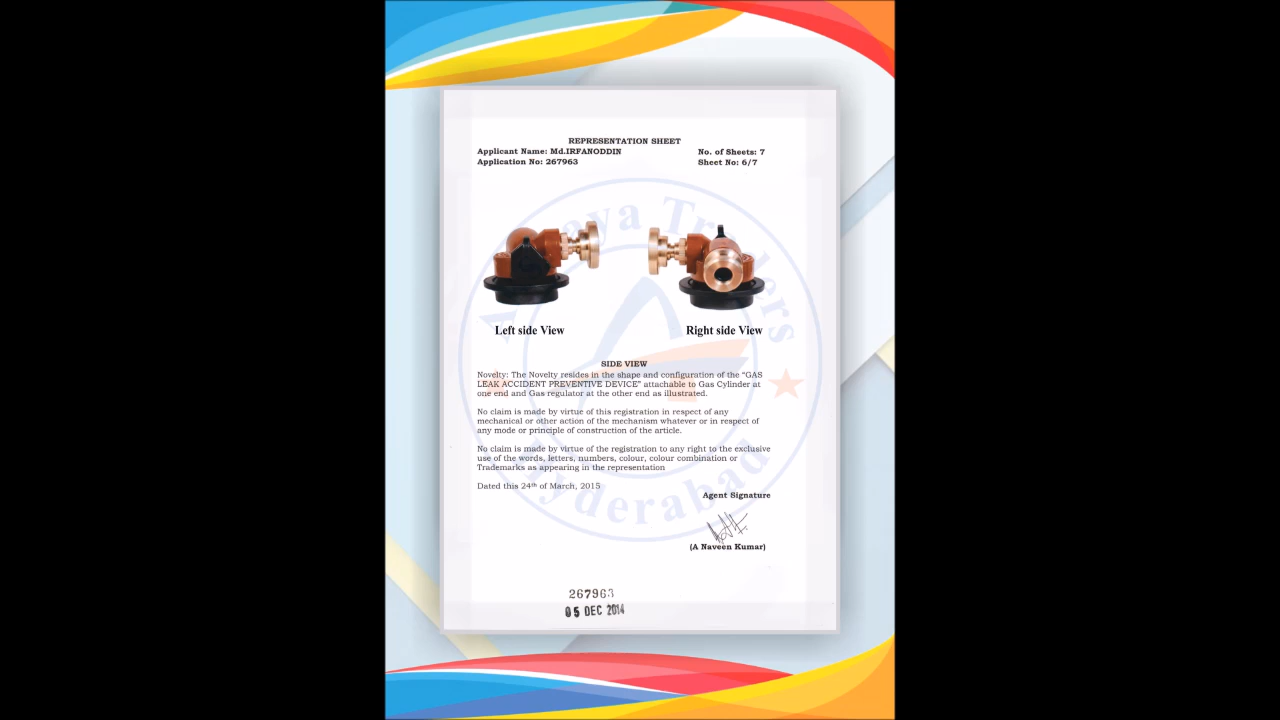 REPRESENTATION SHEET
Applicant Name: Md.IRFANODDIN
No. of Sheets: 7
Application No: 267963
Sheet No: 6/7
Left side View
Right side View
SIDE VIEW
Novelty: The Novelty resides in the shape and configuration of the “GAS
LEAK ACCIDENT PREVENTIVE DEVICE” attachable to Gas Cylinder at
one end and Gas regulator at the other end as illustrated.
No claim is made by virtue of this registration in respect of any
mechanical or other action of the mechanism whatever or in respect of
any mode or principle of construction of the article.
No claim is made by virtue of the registration to any right to the exclusive
use of the words, letters, numbers, colour, colour combination or
Trademarks as appearing in the representation
Dated this 24th of March, 2015
Agent Signature
(A Naveen Kumar)
267963
05 DEC 2014
Hyderabad